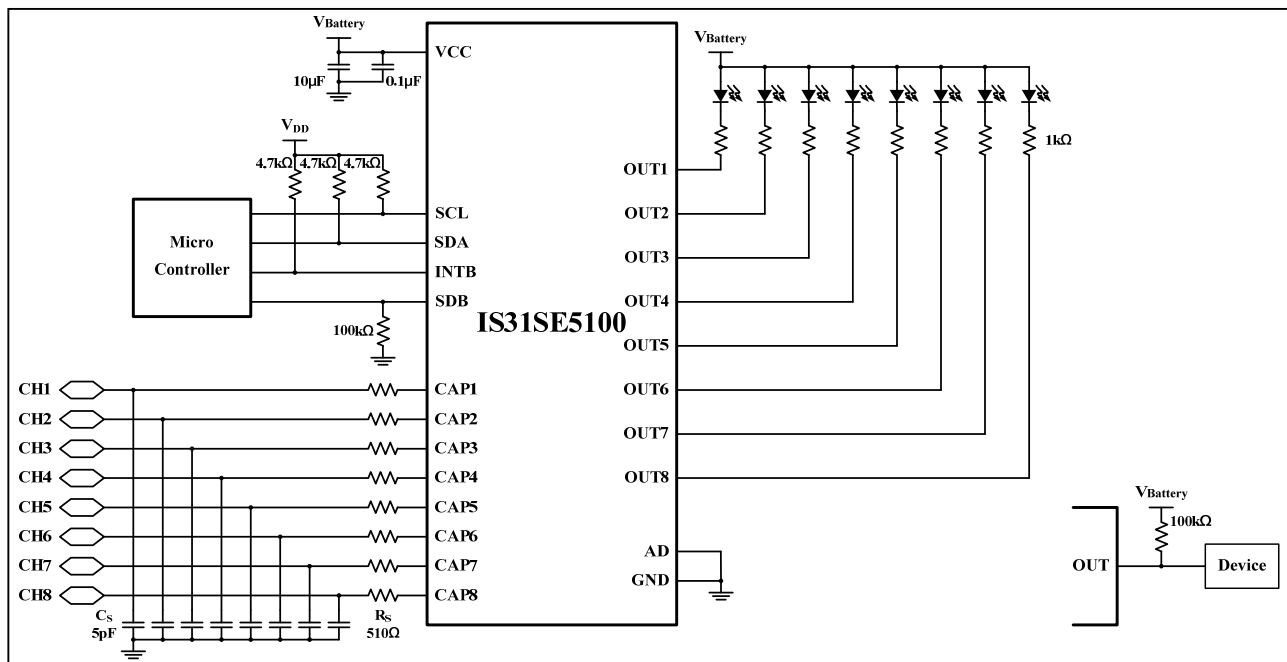 VBattery
10µF
0.1µF
VCC
VDD
4.7kΩ
4.7kΩ
4.7kΩ
Micro
Controller
SCL
SDA
INTB
SDB
100kΩ
IS31SE5100
CH1
CH2
CH3
CH4
CH5
CH6
CH7
CH8
CAP1
CAP2
CAP3
CAP4
CAP5
CAP6
CAP7
CAP8
CS
5pF
RS
510Ω
VBattery
1kΩ
OUT1
OUT2
OUT3
OUT4
OUT5
OUT6
OUT7
OUT8
AD
GND
VBattery
100kΩ
OUT
Device